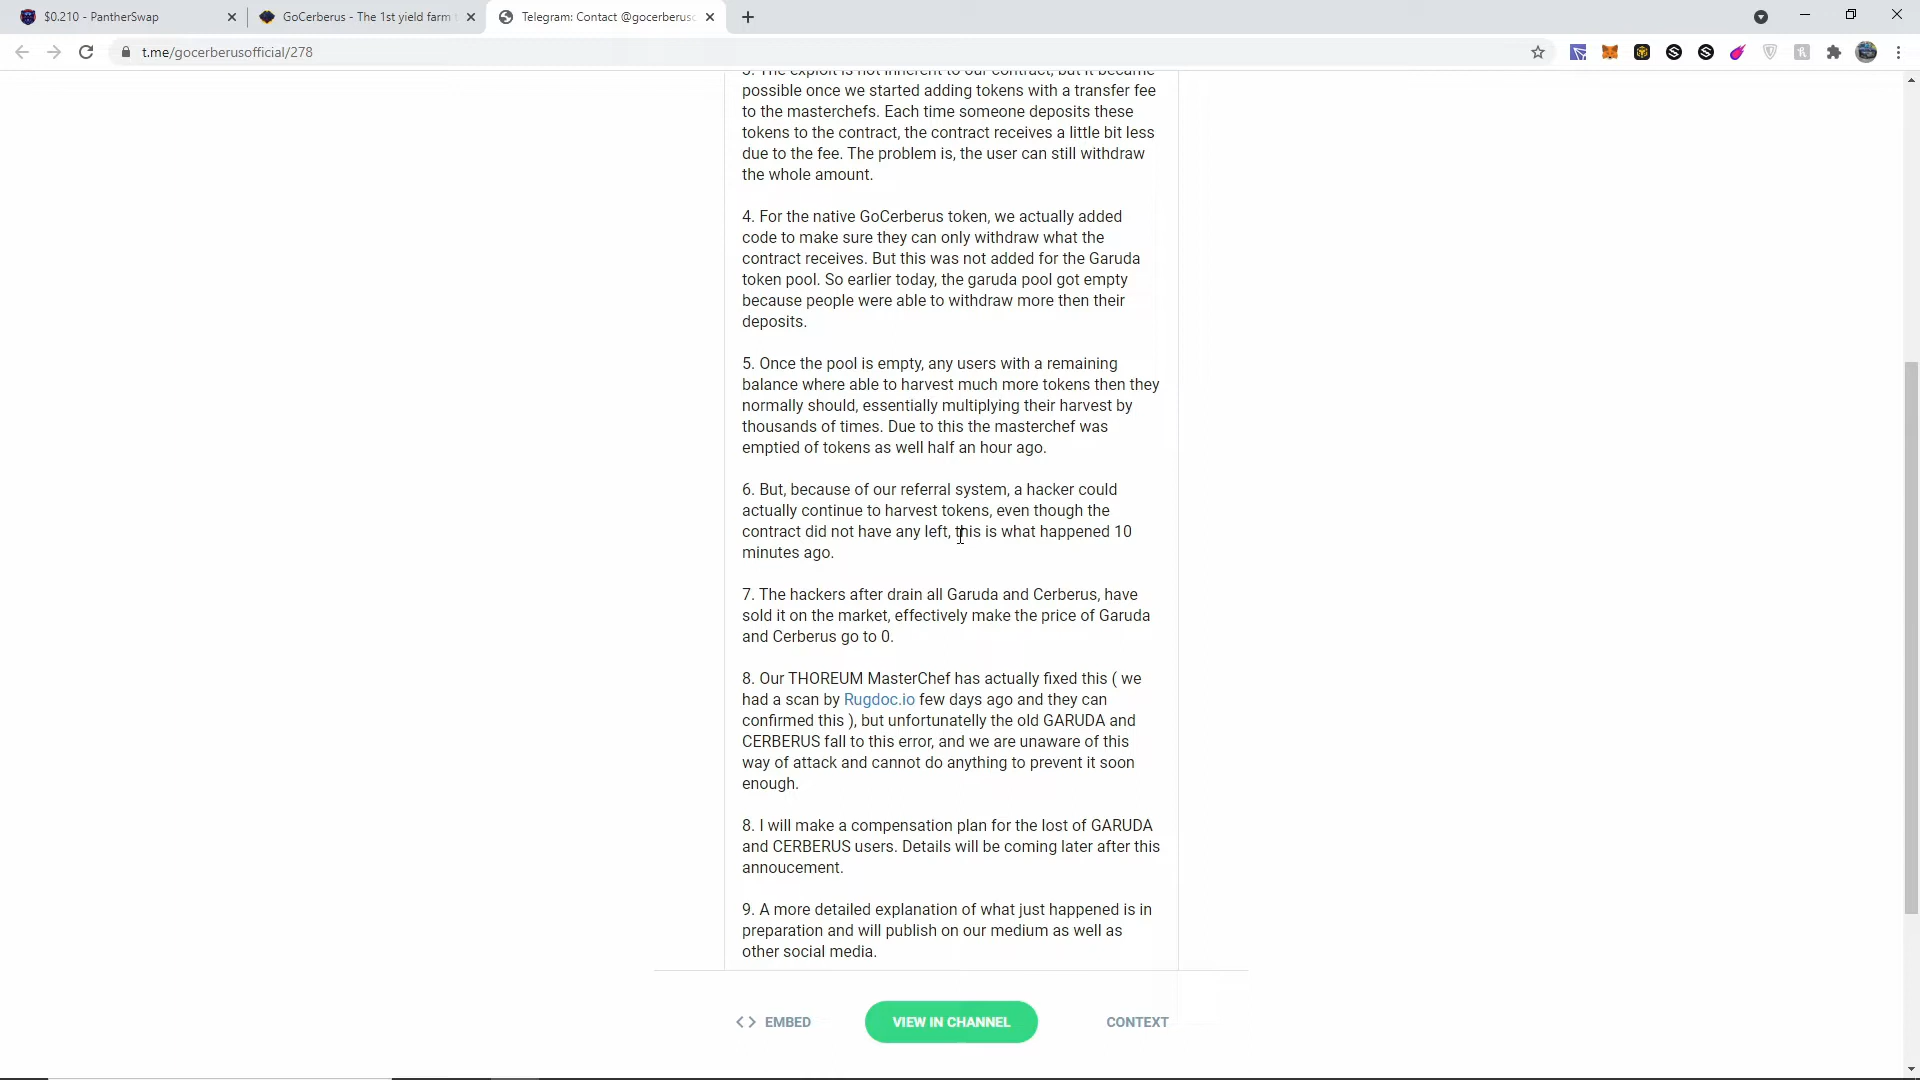 $0.210 - PantherSwap
GoCerberus - The 1st yield farm
Telegram: Contact @gocerberus
t.me/gocerberusofficial/278
3. The exploit is not inherent to our contract, but it became
possible once we started adding tokens with a transfer fee
to the masterchefs. Each time someone deposits these
tokens to the contract, the contract receives a little bit less
due to the fee. The problem is, the user can still withdraw
the whole amount.
4. For the native GoCerberus token, we actually added
code to make sure they can only withdraw what the
contract receives. But this was not added for the Garuda
token pool. So earlier today, the garuda pool got empty
because people were able to withdraw more then their
deposits.
5. Once the pool is empty, any users with a remaining
balance where able to harvest much more tokens then they
normally should, essentially multiplying their harvest by
thousands of times. Due to this the masterchef was
emptied of tokens as well half an hour ago.
6. But, because of our referral system, a hacker could
actually continue to harvest tokens, even though the
contract did not have any left, this is what happened 10
minutes ago.
7. The hackers after drain all Garuda and Cerberus, have
sold it on the market, effectively make the price of Garuda
and Cerberus go to 0.
8. Our THOREUM MasterChef has actually fixed this ( we
had a scan by Rugdoc.io few days ago and they can
confirmed this ), but unfortunatelly the old GARUDA and
CERBERUS fall to this error, and we are unaware of this
way of attack and cannot do anything to prevent it soon
enough.
8. I will make a compensation plan for the lost of GARUDA
and CERBERUS users. Details will be coming later after this
annoucement.
9. A more detailed explanation of what just happened is in
preparation and will publish on our medium as well as
other social media.
EMBED
VIEW IN CHANNEL
CONTEXT